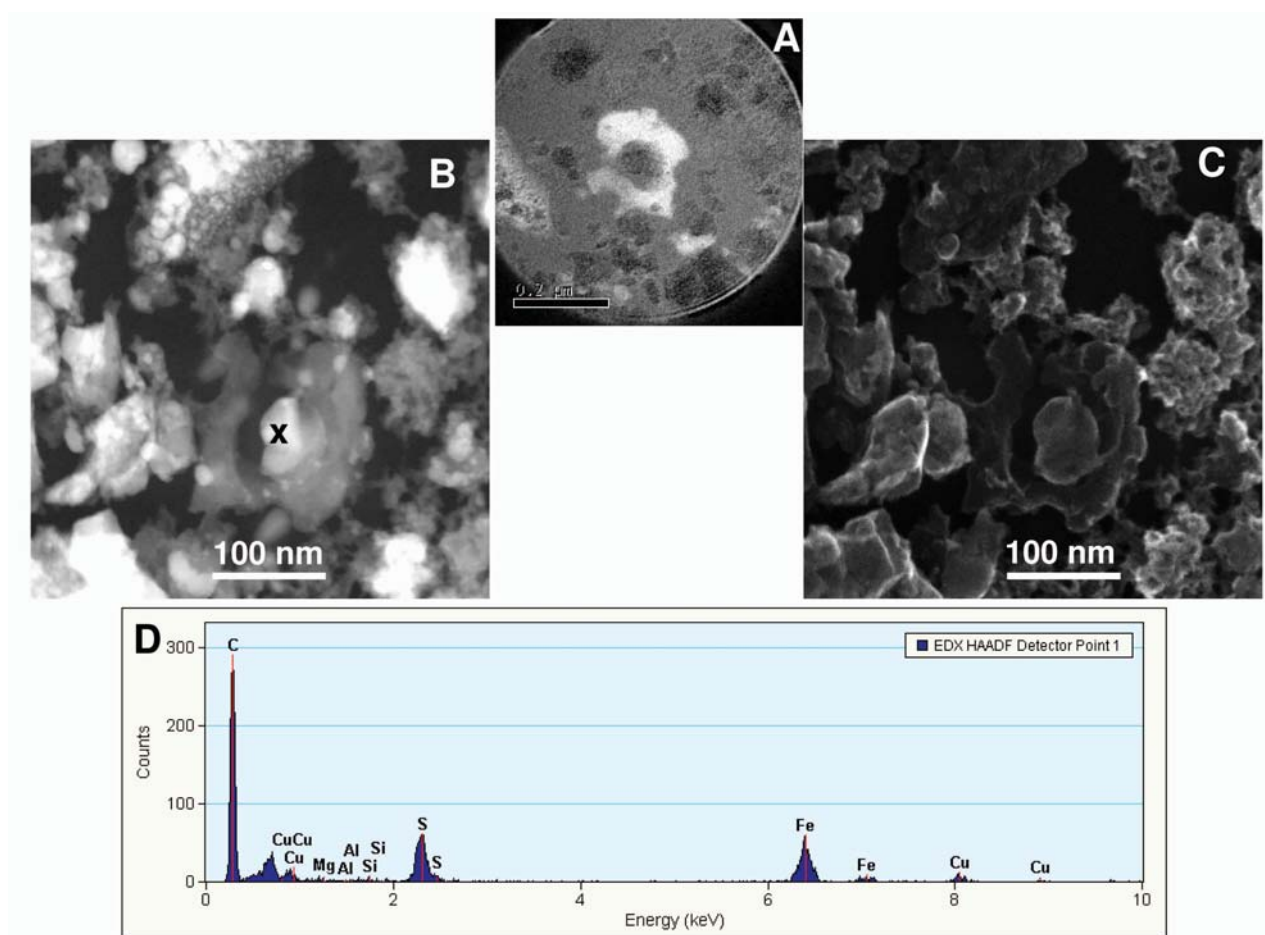 A
0.2 µm
B
x
100 nm
C
100 nm
D
EDX HAADF Detector Point 1
Counts
300
200
100
0
C
CuCu
Cu
Mg
Al
Al
Si
Si
S
S
Fe
Fe
Cu
Cu
0 2 4 6 8 10
Energy (keV)